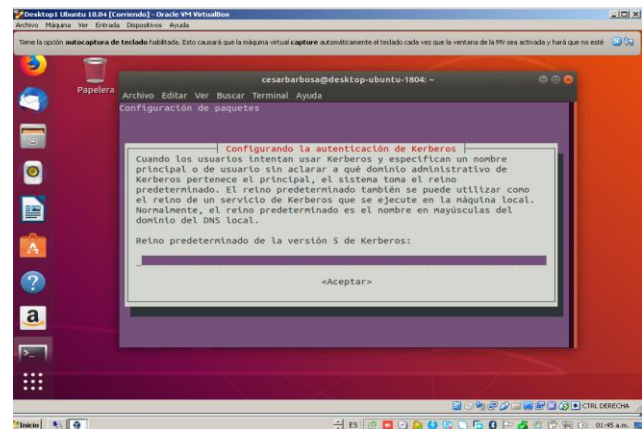 Desktop1 Ubuntu 18.04 [Corriendo] - Oracle VM VirtualBox
Archivo Máquina Ver Entrada Dispositivos Ayuda
Tiene la opción autocaptura de teclado habilitada. Esto causará que la máquina virtual capture automáticamente el teclado cada vez que la ventana de la MV sea activada y hará que no esté
Papelera
cesarbarbosa@desktop-ubuntu-1804: ~
Archivo Editar Ver Buscar Terminal Ayuda
Configuración de paquetes
Configurando la autenticación de Kerberos
Cuando los usuarios intentan usar Kerberos y especifican un nombre
principal o de usuario sin aclarar a qué dominio administrativo de
Kerberos pertenece el principal, el sistema toma el reino
predeterminado. El reino predeterminado también se puede utilizar como
el reino de un servicio de Kerberos que se ejecute en la máquina local.
Normalmente, el reino predeterminado es el nombre en mayúsculas del
dominio del DNS local.
Reino predeterminado de la versión 5 de Kerberos:
<Aceptar>
CTRL DERECHA
Inicio
ES
01:45 a.m.